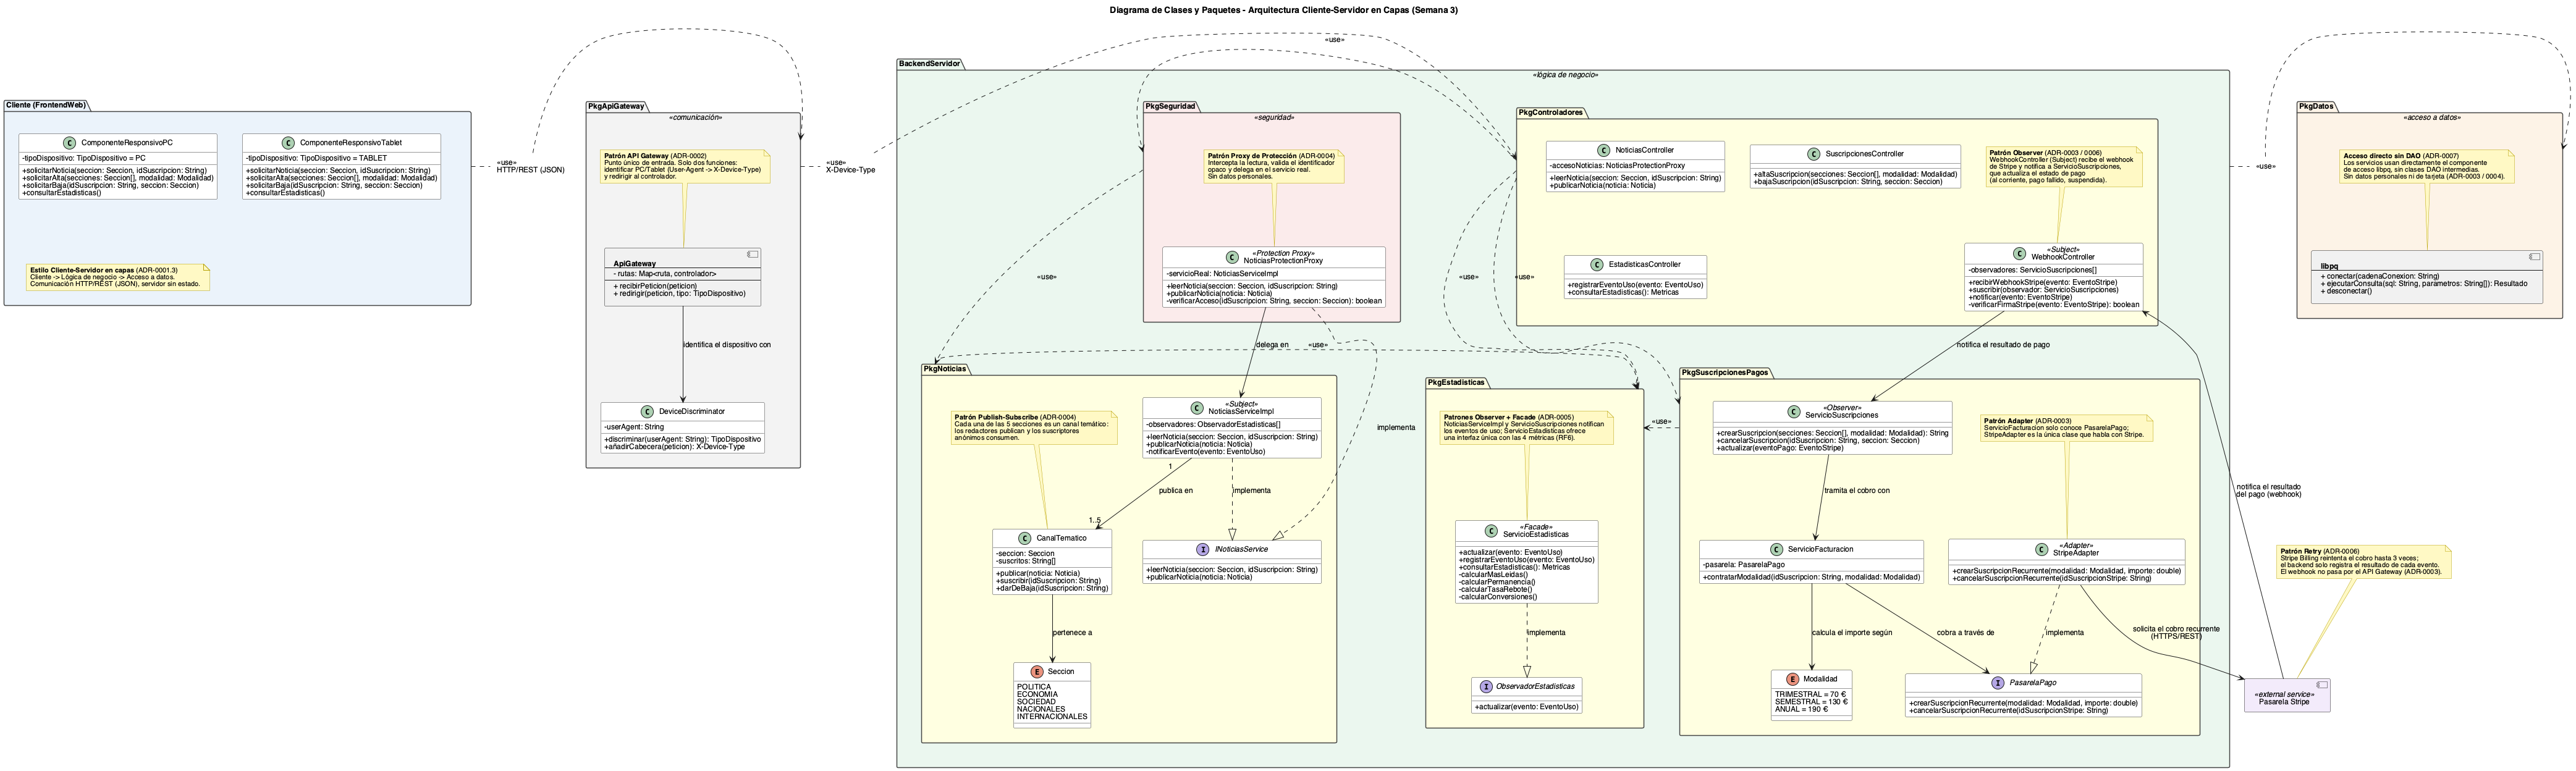 Diagrama de Clases y Paquetes - Arquitectura Cliente-Servidor en Capas (Semana 3)
Cliente (FrontendWeb)
C ComponenteResponsivoPC
-tipoDispositivo: TipoDispositivo = PC
+solicitarNoticia(seccion: Seccion, idSuscripcion: String)
+solicitarAlta(secciones: Seccion[], modalidad: Modalidad)
+solicitarBaja(idSuscripcion: String, seccion: Seccion)
+consultarEstadisticas()
C ComponenteResponsivoTablet
-tipoDispositivo: TipoDispositivo = TABLET
+solicitarNoticia(seccion: Seccion, idSuscripcion: String)
+solicitarAlta(secciones: Seccion[], modalidad: Modalidad)
+solicitarBaja(idSuscripcion: String, seccion: Seccion)
+consultarEstadisticas()
Estilo Cliente-Servidor en capas (ADR-0001.3)
Cliente -> Lógica de negocio -> Acceso a datos.
Comunicación HTTP/REST (JSON), servidor sin estado.
«use»
HTTP/REST (JSON)
PkgApiGateway
«comunicación»
Patrón API Gateway (ADR-0002)
Punto único de entrada. Solo dos funciones:
identificar PC/Tablet (User-Agent -> X-Device-Type)
y redirigir al controlador.
ApiGateway
- rutas: Map<ruta, controlador>
+ recibirPeticion(peticion)
+ redirigir(peticion, tipo: TipoDispositivo)
identifica el dispositivo con
C DeviceDiscriminator
-userAgent: String
+discriminar(userAgent: String): TipoDispositivo
+añadirCabecera(peticion): X-Device-Type
«use»
X-Device-Type
BackendServidor
«lógica de negocio»
«use»
PkgSeguridad
«seguridad»
Patrón Proxy de Protección (ADR-0004)
Intercepta la lectura, valida el identificador
opaco y delega en el servicio real.
Sin datos personales.
«Protection Proxy»
C NoticiasProtectionProxy
-servicioReal: NoticiasServiceImpl
+leerNoticia(seccion: Seccion, idSuscripcion: String)
+publicarNoticia(noticia: Noticia)
-verificarAcceso(idSuscripcion: String, seccion: Seccion): boolean
PkgControladores
C NoticiasController
-accesoNoticias: NoticiasProtectionProxy
+leerNoticia(seccion: Seccion, idSuscripcion: String)
+publicarNoticia(noticia: Noticia)
C SuscripcionesController
+altaSuscripcion(secciones: Seccion[], modalidad: Modalidad)
+bajaSuscripcion(idSuscripcion: String, seccion: Seccion)
Patrón Observer (ADR-0003 / 0006)
WebhookController (Subject) recibe el webhook
de Stripe y notifica a ServicioSuscripciones,
que actualiza el estado de pago
(al corriente, pago fallido, suspendida).
C EstadisticasController
+registrarEventoUso(evento: EventoUso)
+consultarEstadisticas(): Metricas
«Subject»
C WebhookController
-observadores: ServicioSuscripciones[]
+recibirWebhookStripe(evento: EventoStripe)
+suscribir(observador: ServicioSuscripciones)
+notificar(evento: EventoStripe)
-verificarFirmaStripe(evento: EventoStripe): boolean
«use»
«use»
«use»
delega en
«use»
notifica el resultado de pago
implementa
PkgNoticias
Patrón Publish-Subscribe (ADR-0004)
Cada una de las 5 secciones es un canal temático:
los redactores publican y los suscriptores
anónimos consumen.
«Subject»
C NoticiasServiceImpl
-observadores: ObservadorEstadisticas[]
+leerNoticia(seccion: Seccion, idSuscripcion: String)
+publicarNoticia(noticia: Noticia)
-notificarEvento(evento: EventoUso)
1
publica en
1..5
implementa
C CanalTematico
-seccion: Seccion
-suscritos: String[]
+publicar(noticia: Noticia)
+suscribir(idSuscripcion: String)
+darDeBaja(idSuscripcion: String)
I INoticiasService
+leerNoticia(seccion: Seccion, idSuscripcion: String)
+publicarNoticia(noticia: Noticia)
pertenece a
E Seccion
POLITICA
ECONOMIA
SOCIEDAD
NACIONALES
INTERNACIONALES
PkgEstadisticas
Patrones Observer + Facade (ADR-0005)
NoticiasServiceImpl y ServicioSuscripciones notifican
los eventos de uso; ServicioEstadisticas ofrece
una interfaz única con las 4 métricas (RF6).
«Facade»
C ServicioEstadisticas
+actualizar(evento: EventoUso)
+registrarEventoUso(evento: EventoUso)
+consultarEstadisticas(): Metricas
-calcularMasLeidas()
-calcularPermanencia()
-calcularTasaRebote()
-calcularConversiones()
implementa
I ObservadorEstadisticas
+actualizar(evento: EventoUso)
«use»
PkgSuscripcionesPagos
«Observer»
C ServicioSuscripciones
+crearSuscripcion(secciones: Seccion[], modalidad: Modalidad): String
+cancelarSuscripcion(idSuscripcion: String, seccion: Seccion)
+actualizar(eventoPago: EventoStripe)
Patrón Adapter (ADR-0003)
ServicioFacturacion solo conoce PasarelaPago;
StripeAdapter es la única clase que habla con Stripe.
tramita el cobro con
C ServicioFacturacion
-pasarela: PasarelaPago
+contratarModalidad(idSuscripcion: String, modalidad: Modalidad)
«Adapter»
C StripeAdapter
+crearSuscripcionRecurrente(modalidad: Modalidad, importe: double)
+cancelarSuscripcionRecurrente(idSuscripcionStripe: String)
calcula el importe según
cobra a través de
implementa
solicita el cobro recurrente
(HTTPS/REST)
E Modalidad
TRIMESTRAL = 70 €
SEMESTRAL = 130 €
ANUAL = 190 €
I PasarelaPago
+crearSuscripcionRecurrente(modalidad: Modalidad, importe: double)
+cancelarSuscripcionRecurrente(idSuscripcionStripe: String)
notifica el resultado
del pago (webhook)
Patrón Retry (ADR-0006)
Stripe Billing reintenta el cobro hasta 3 veces;
el backend solo registra el resultado de cada evento.
El webhook no pasa por el API Gateway (ADR-0003).
«external service»
Pasarela Stripe
«use»
PkgDatos
«acceso a datos»
Acceso directo sin DAO (ADR-0007)
Los servicios usan directamente el componente
de acceso libpq, sin clases DAO intermedias.
Sin datos personales ni de tarjeta (ADR-0003 / 0004).
libpq
+ conectar(cadenaConexion: String)
+ ejecutarConsulta(sql: String, parametros: String[]): Resultado
+ desconectar()